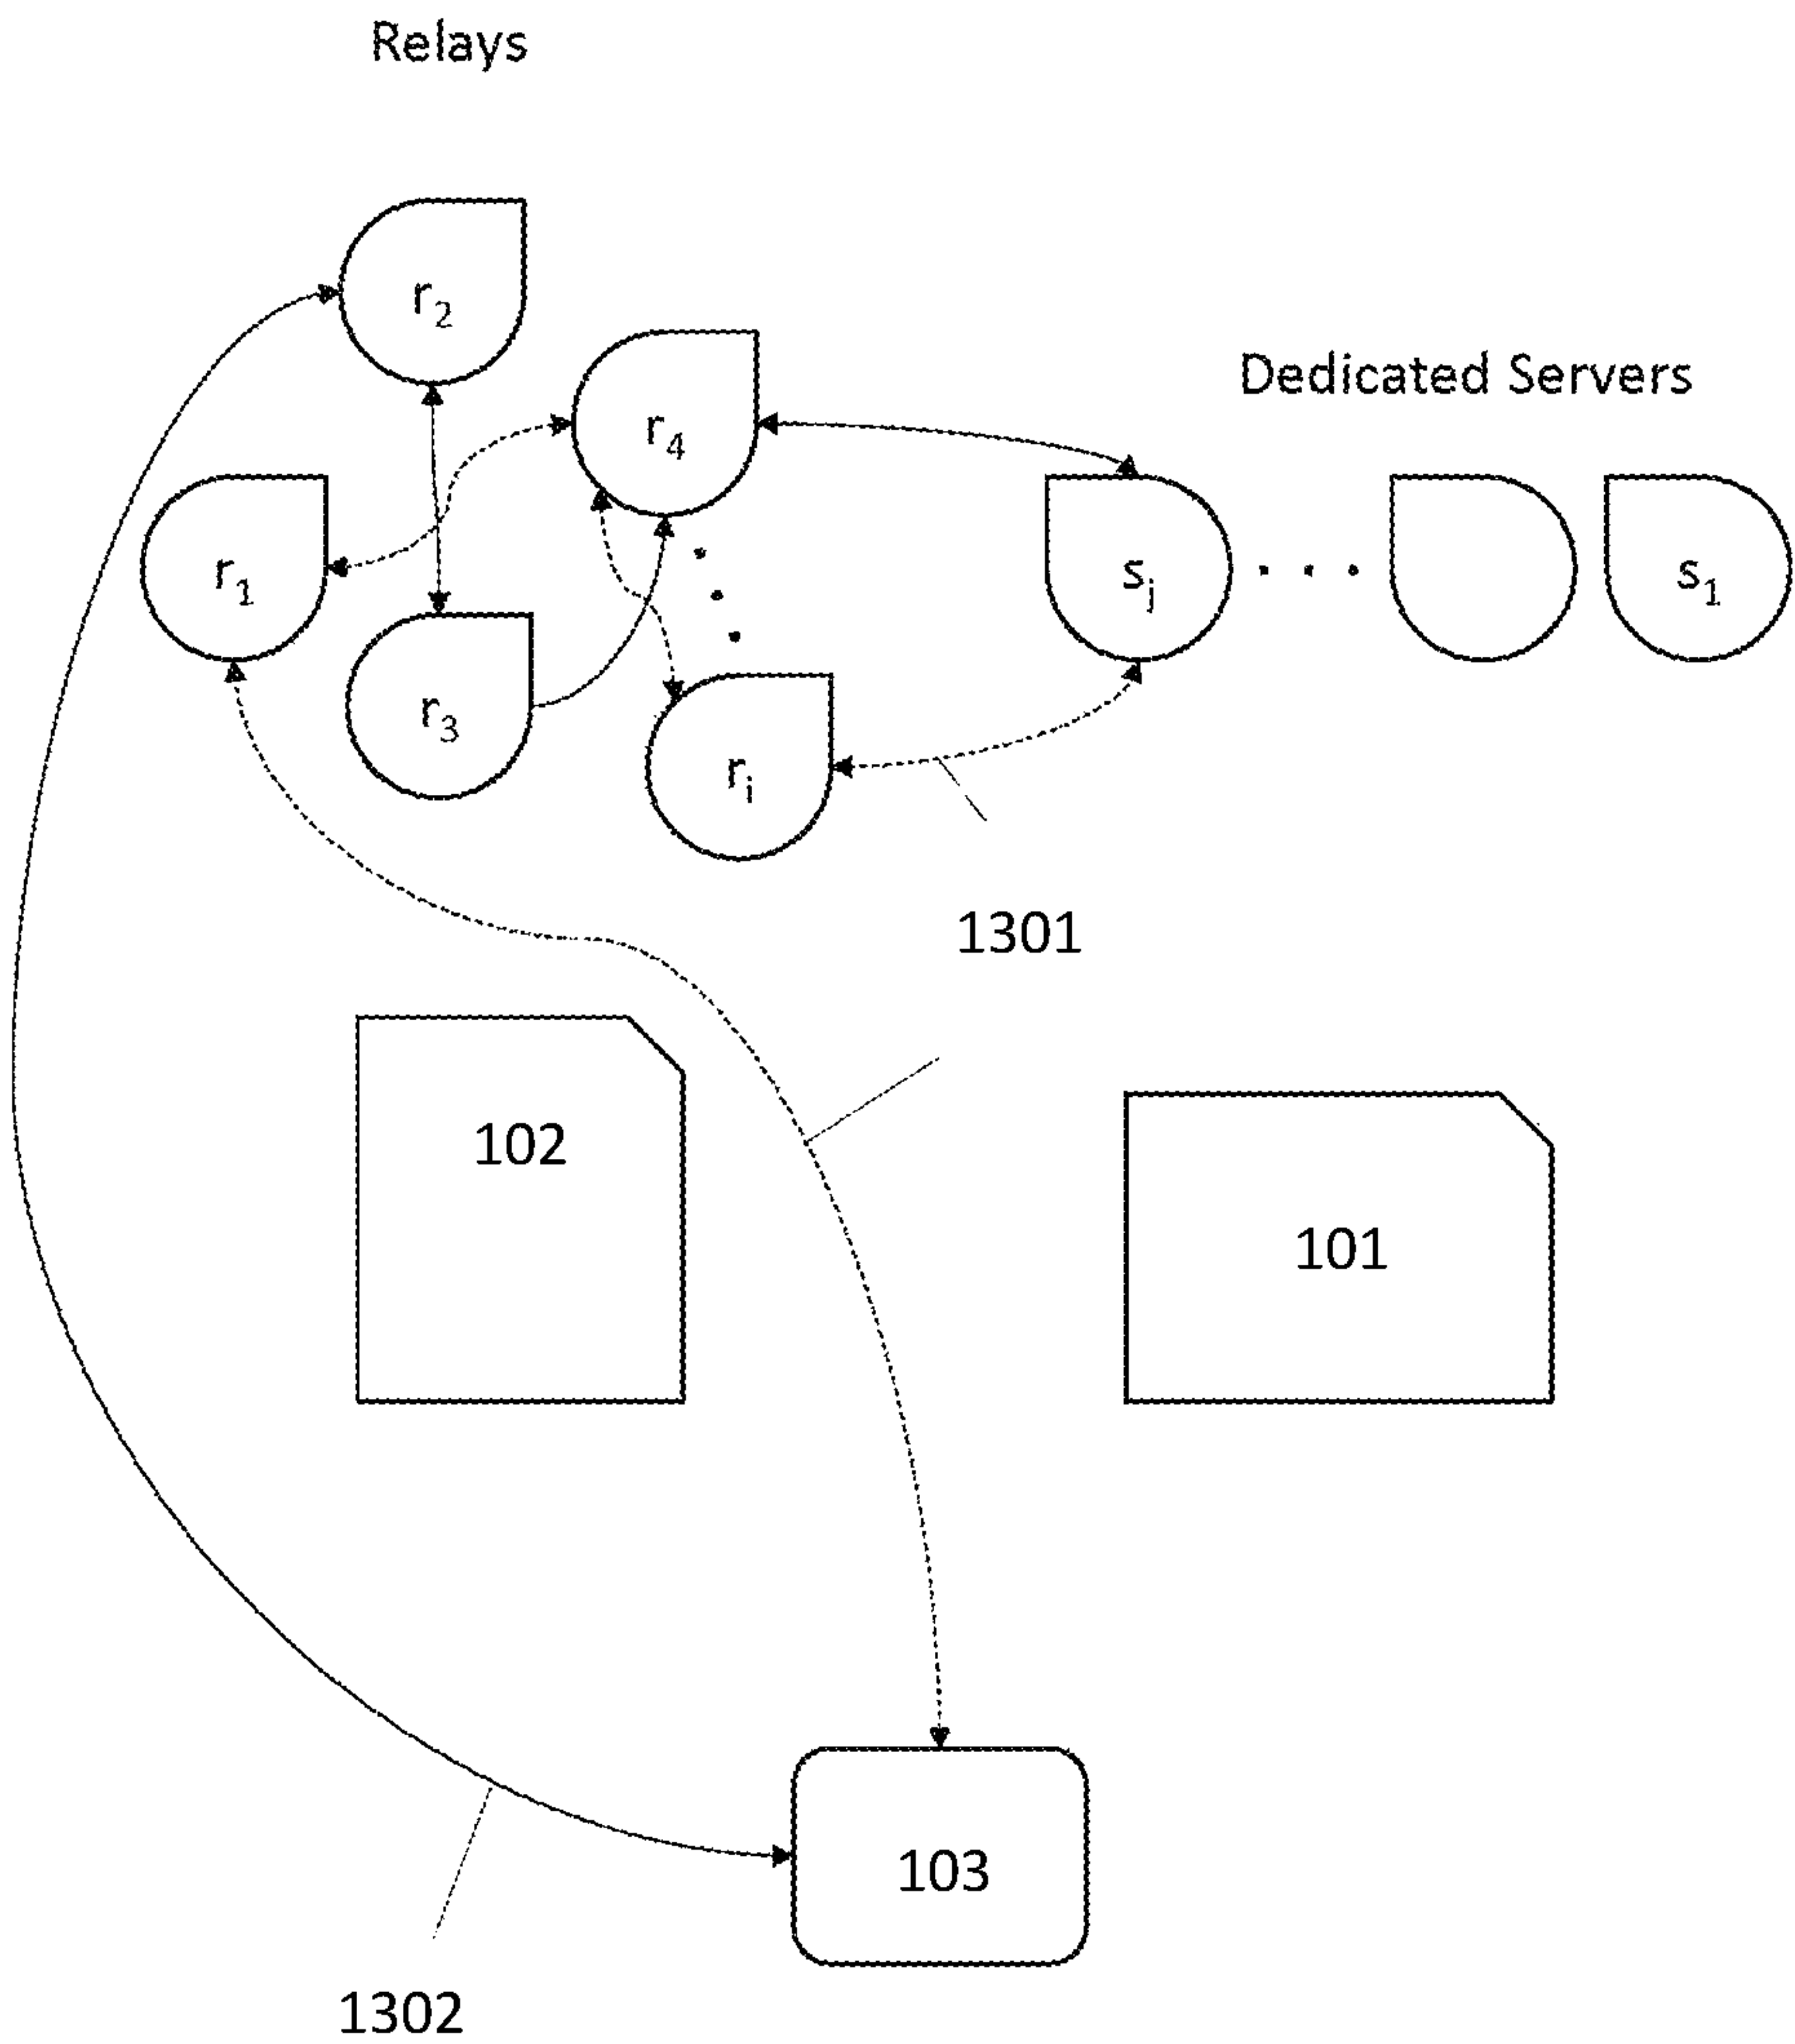 Relays
r2
r4
Dedicated Servers
r1
sj
s1
r3
ri
1301
102
101
103
1302